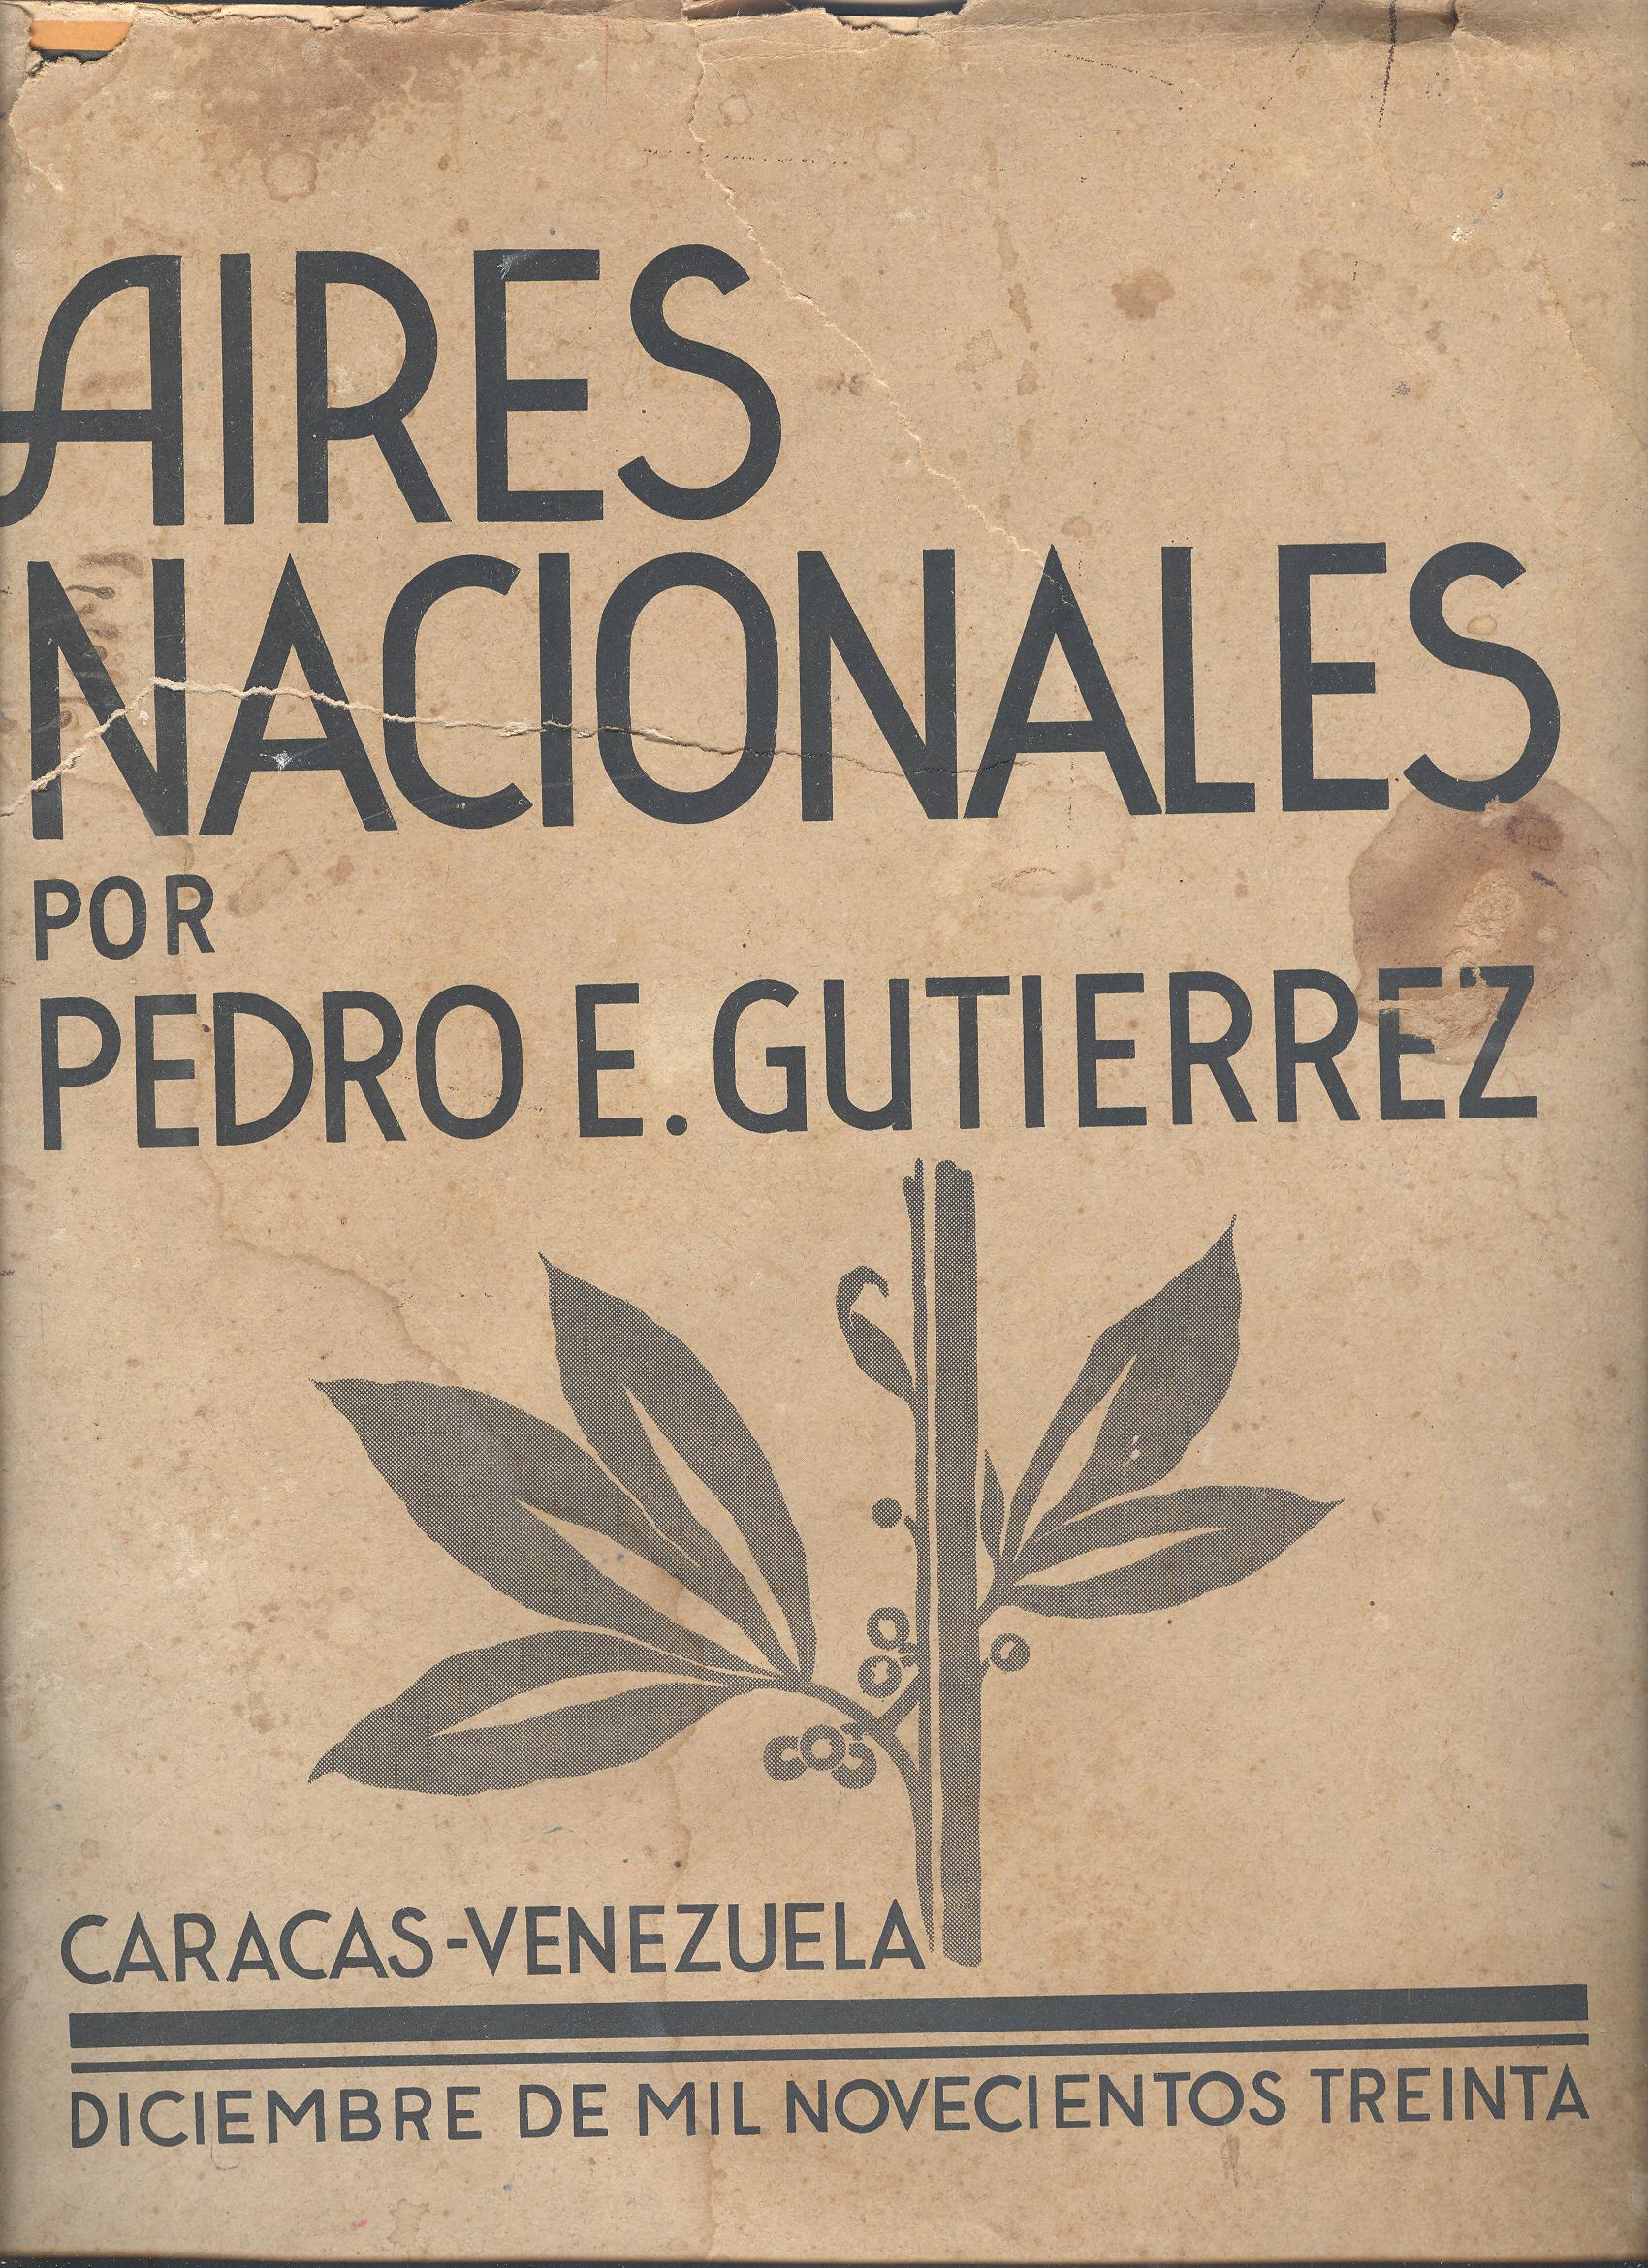 AIRES
NACIONALES
POR
PEDRO E. GUTIERREZ
CARACAS-VENEZUELA
DICIEMBRE DE MIL NOVECIENTOS TREINTA